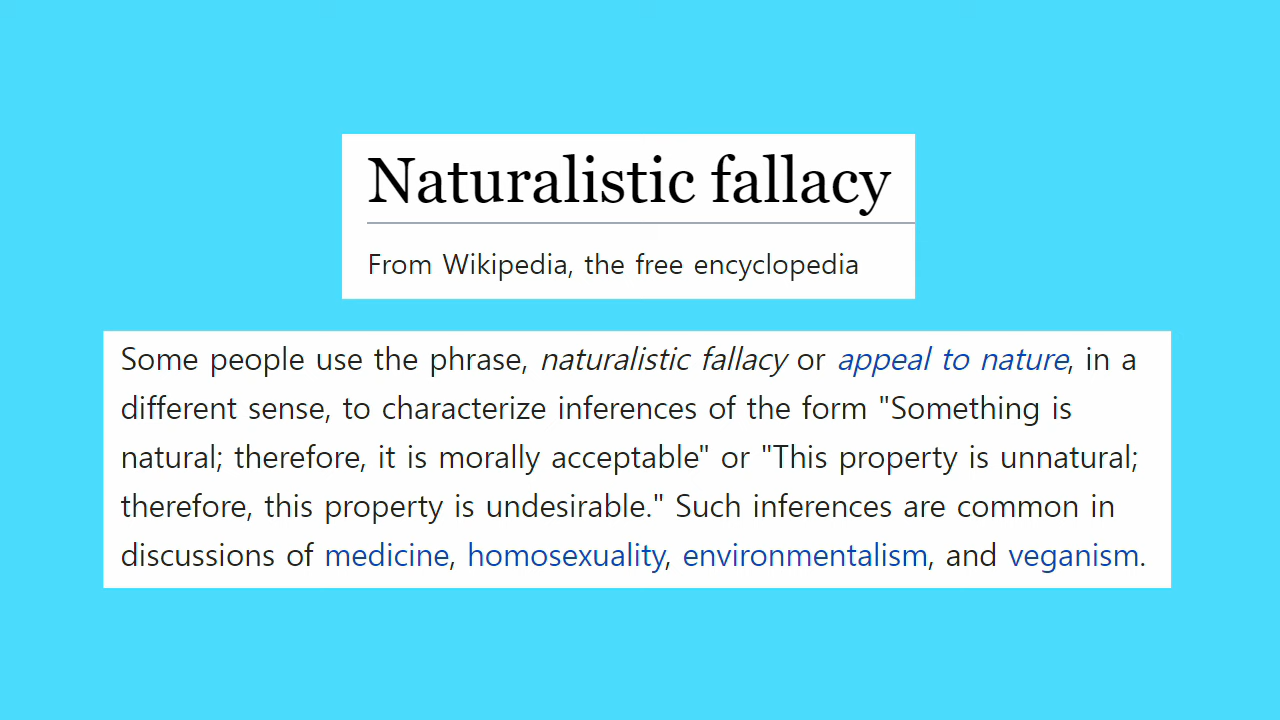 Naturalistic fallacy
From Wikipedia, the free encyclopedia
Some people use the phrase, naturalistic fallacy or appeal to nature, in a
different sense, to characterize inferences of the form "Something is
natural; therefore, it is morally acceptable" or "This property is unnatural;
therefore, this property is undesirable." Such inferences are common in
discussions of medicine, homosexuality, environmentalism, and veganism.